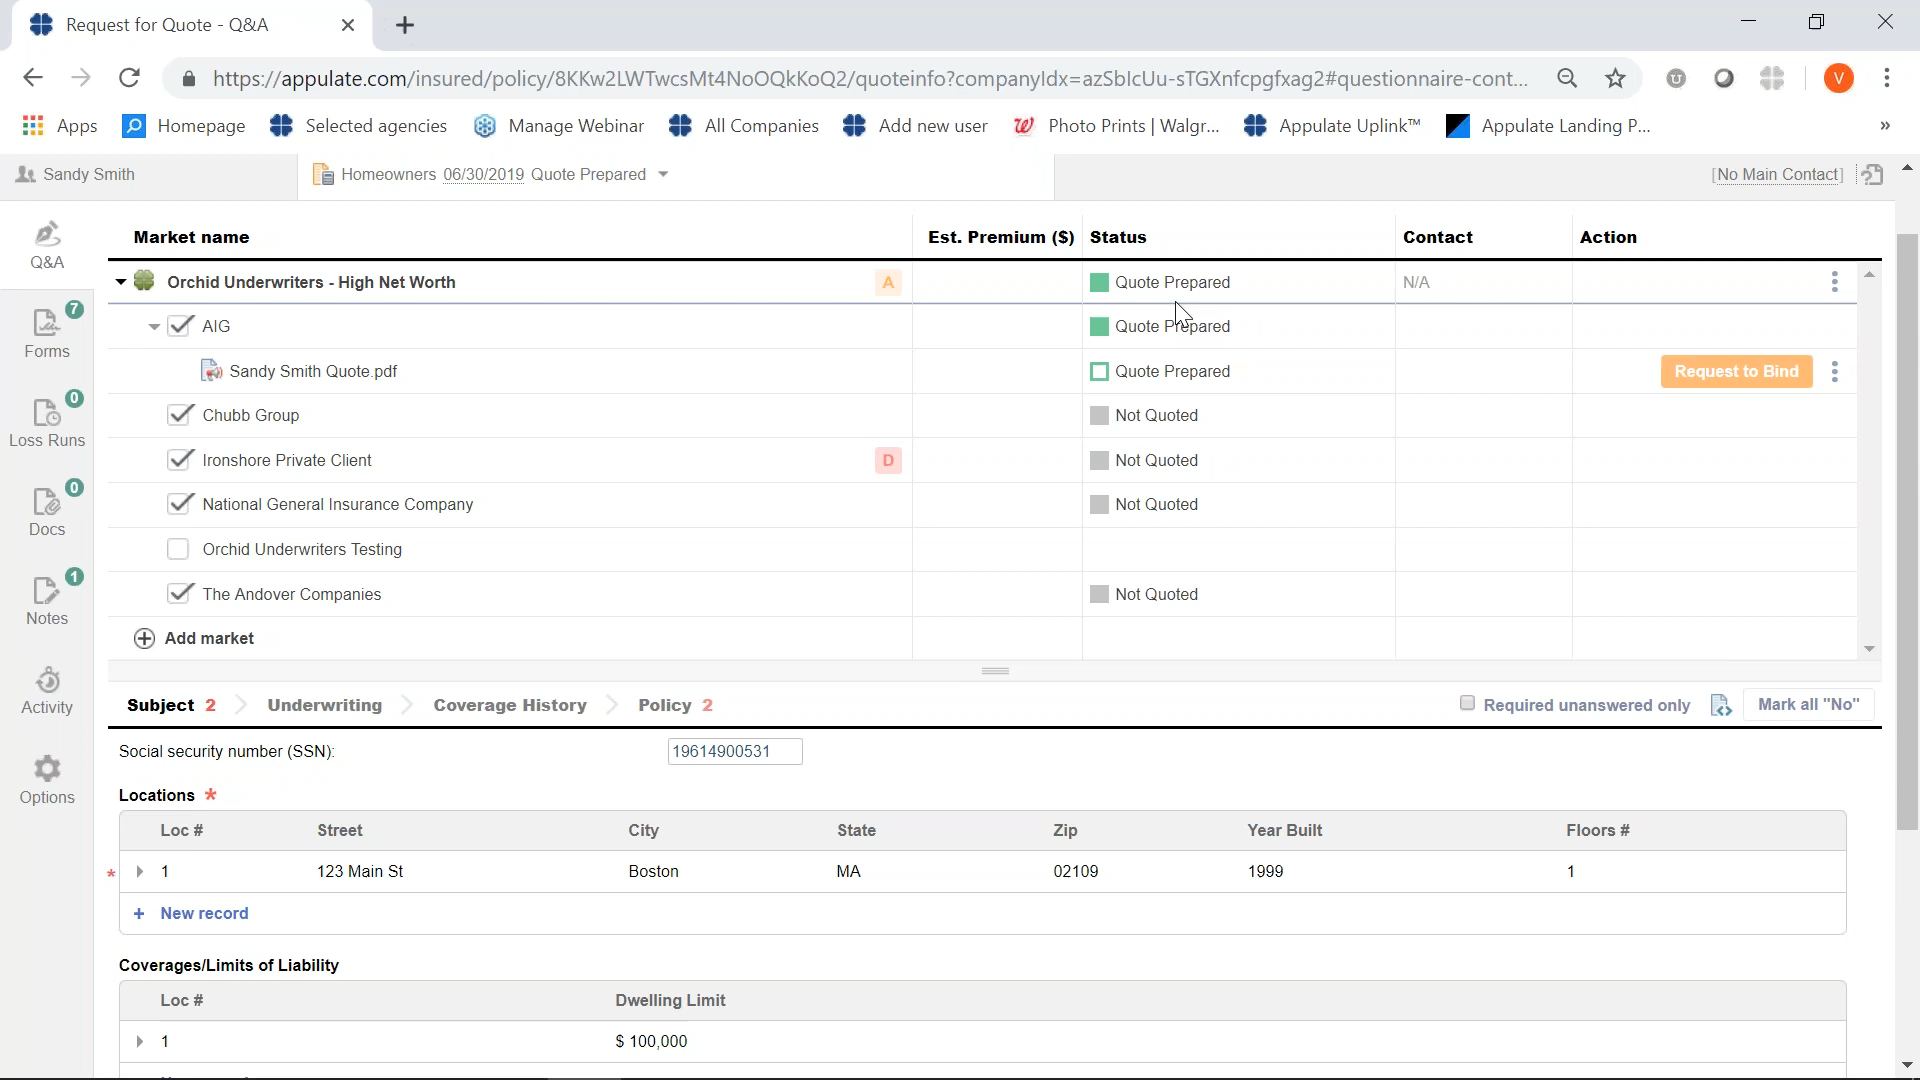 Request for Quote - Q&A
https://appulate.com/insured/policy/8KKw2LWTwcsMt4NoOQkKoQ2/quoteinfo?companyIdx=azSbIcUu-sTGXnfcpgfxag2#questionnaire-cont...
V
Apps Homepage Selected agencies Manage Webinar All Companies Add new user Photo Prints | Walgr... Appulate Uplink™ Appulate Landing P... »
Sandy Smith Homeowners 06/30/2019 Quote Prepared [No Main Contact]
Q&A
7
Forms
0
Loss Runs
0
Docs
1
Notes
Activity
Options
Market name Est. Premium ($) Status Contact Action
Orchid Underwriters - High Net Worth A Quote Prepared N/A
AIG Quote Prepared
Sandy Smith Quote.pdf Quote Prepared Request to Bind
Chubb Group Not Quoted
Ironshore Private Client D Not Quoted
National General Insurance Company Not Quoted
Orchid Underwriters Testing
The Andover Companies Not Quoted
Add market
Subject 2 Underwriting Coverage History Policy 2 Required unanswered only Mark all "No"
Social security number (SSN): 19614900531
Locations *
Loc # Street City State Zip Year Built Floors #
* 1 123 Main St Boston MA 02109 1999 1
+ New record
Coverages/Limits of Liability
Loc # Dwelling Limit
1 $ 100,000